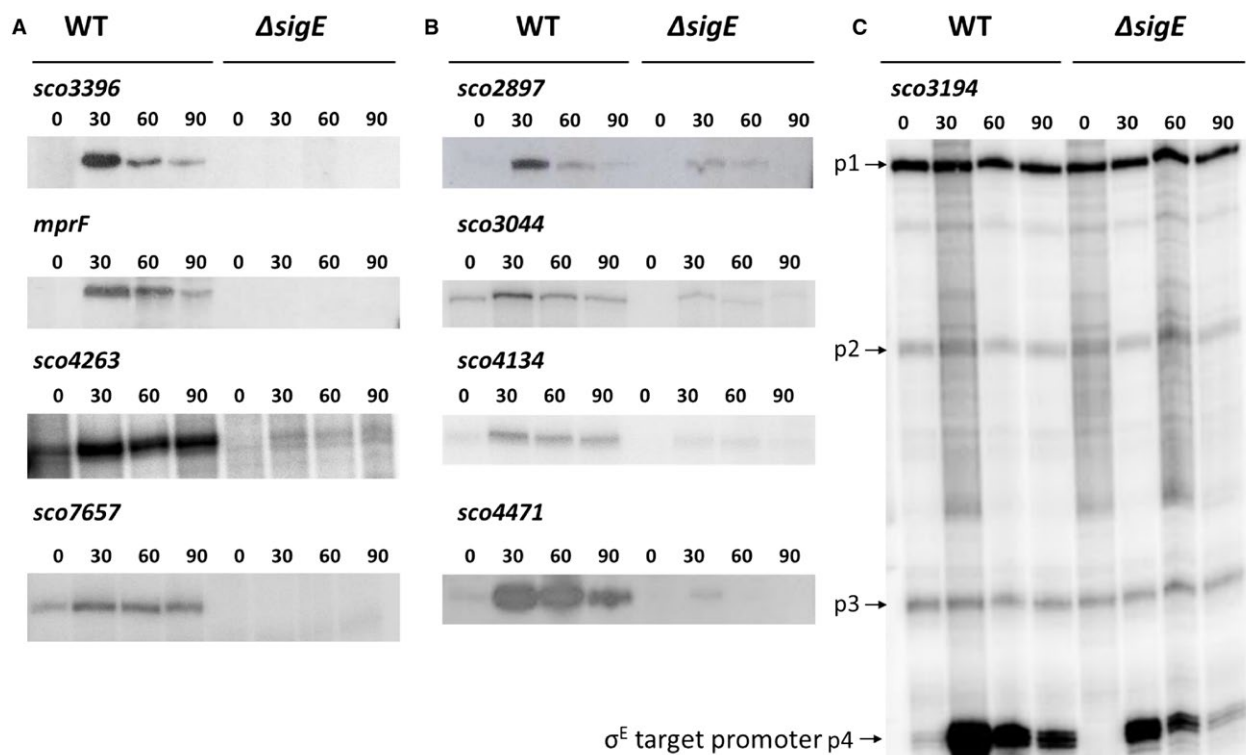 A WT ΔsigE
sco3396
0 30 60 90 0 30 60 90
mprF
0 30 60 90 0 30 60 90
sco4263
0 30 60 90 0 30 60 90
sco7657
0 30 60 90 0 30 60 90
B WT ΔsigE
sco2897
0 30 60 90 0 30 60 90
sco3044
0 30 60 90 0 30 60 90
sco4134
0 30 60 90 0 30 60 90
sco4471
0 30 60 90 0 30 60 90
C WT ΔsigE
sco3194
0 30 60 90 0 30 60 90
p1
p2
p3
σᴱ target promoter p4